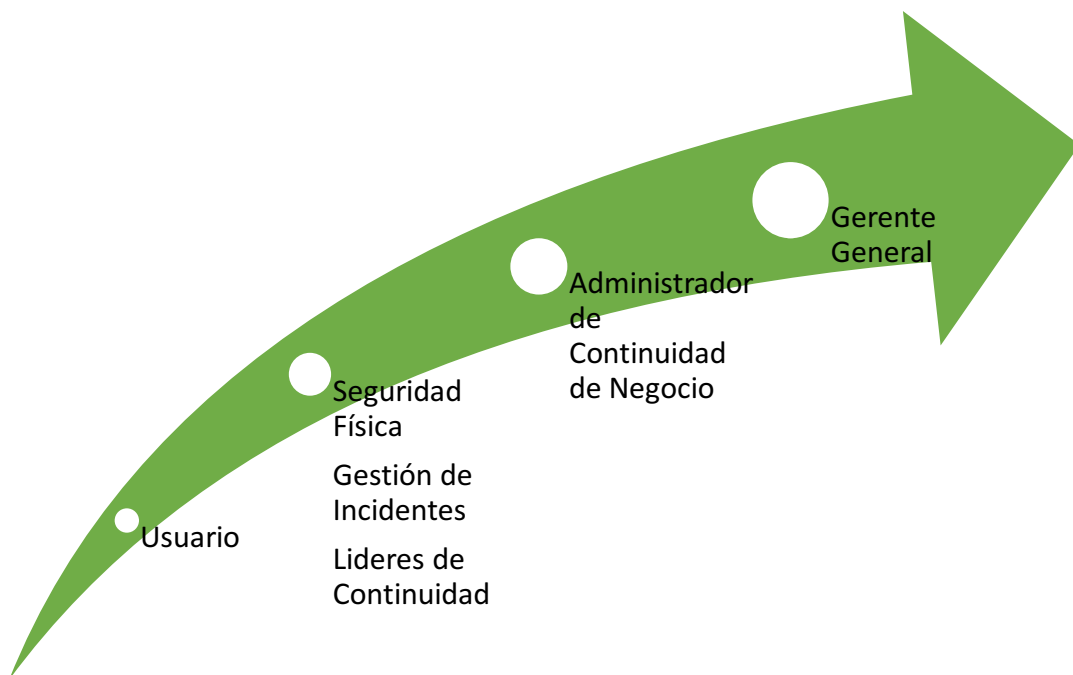 Usuario
Seguridad
Física
Gestión de
Incidentes
Lideres de
Continuidad
Administrador
de
Continuidad
de Negocio
Gerente
General